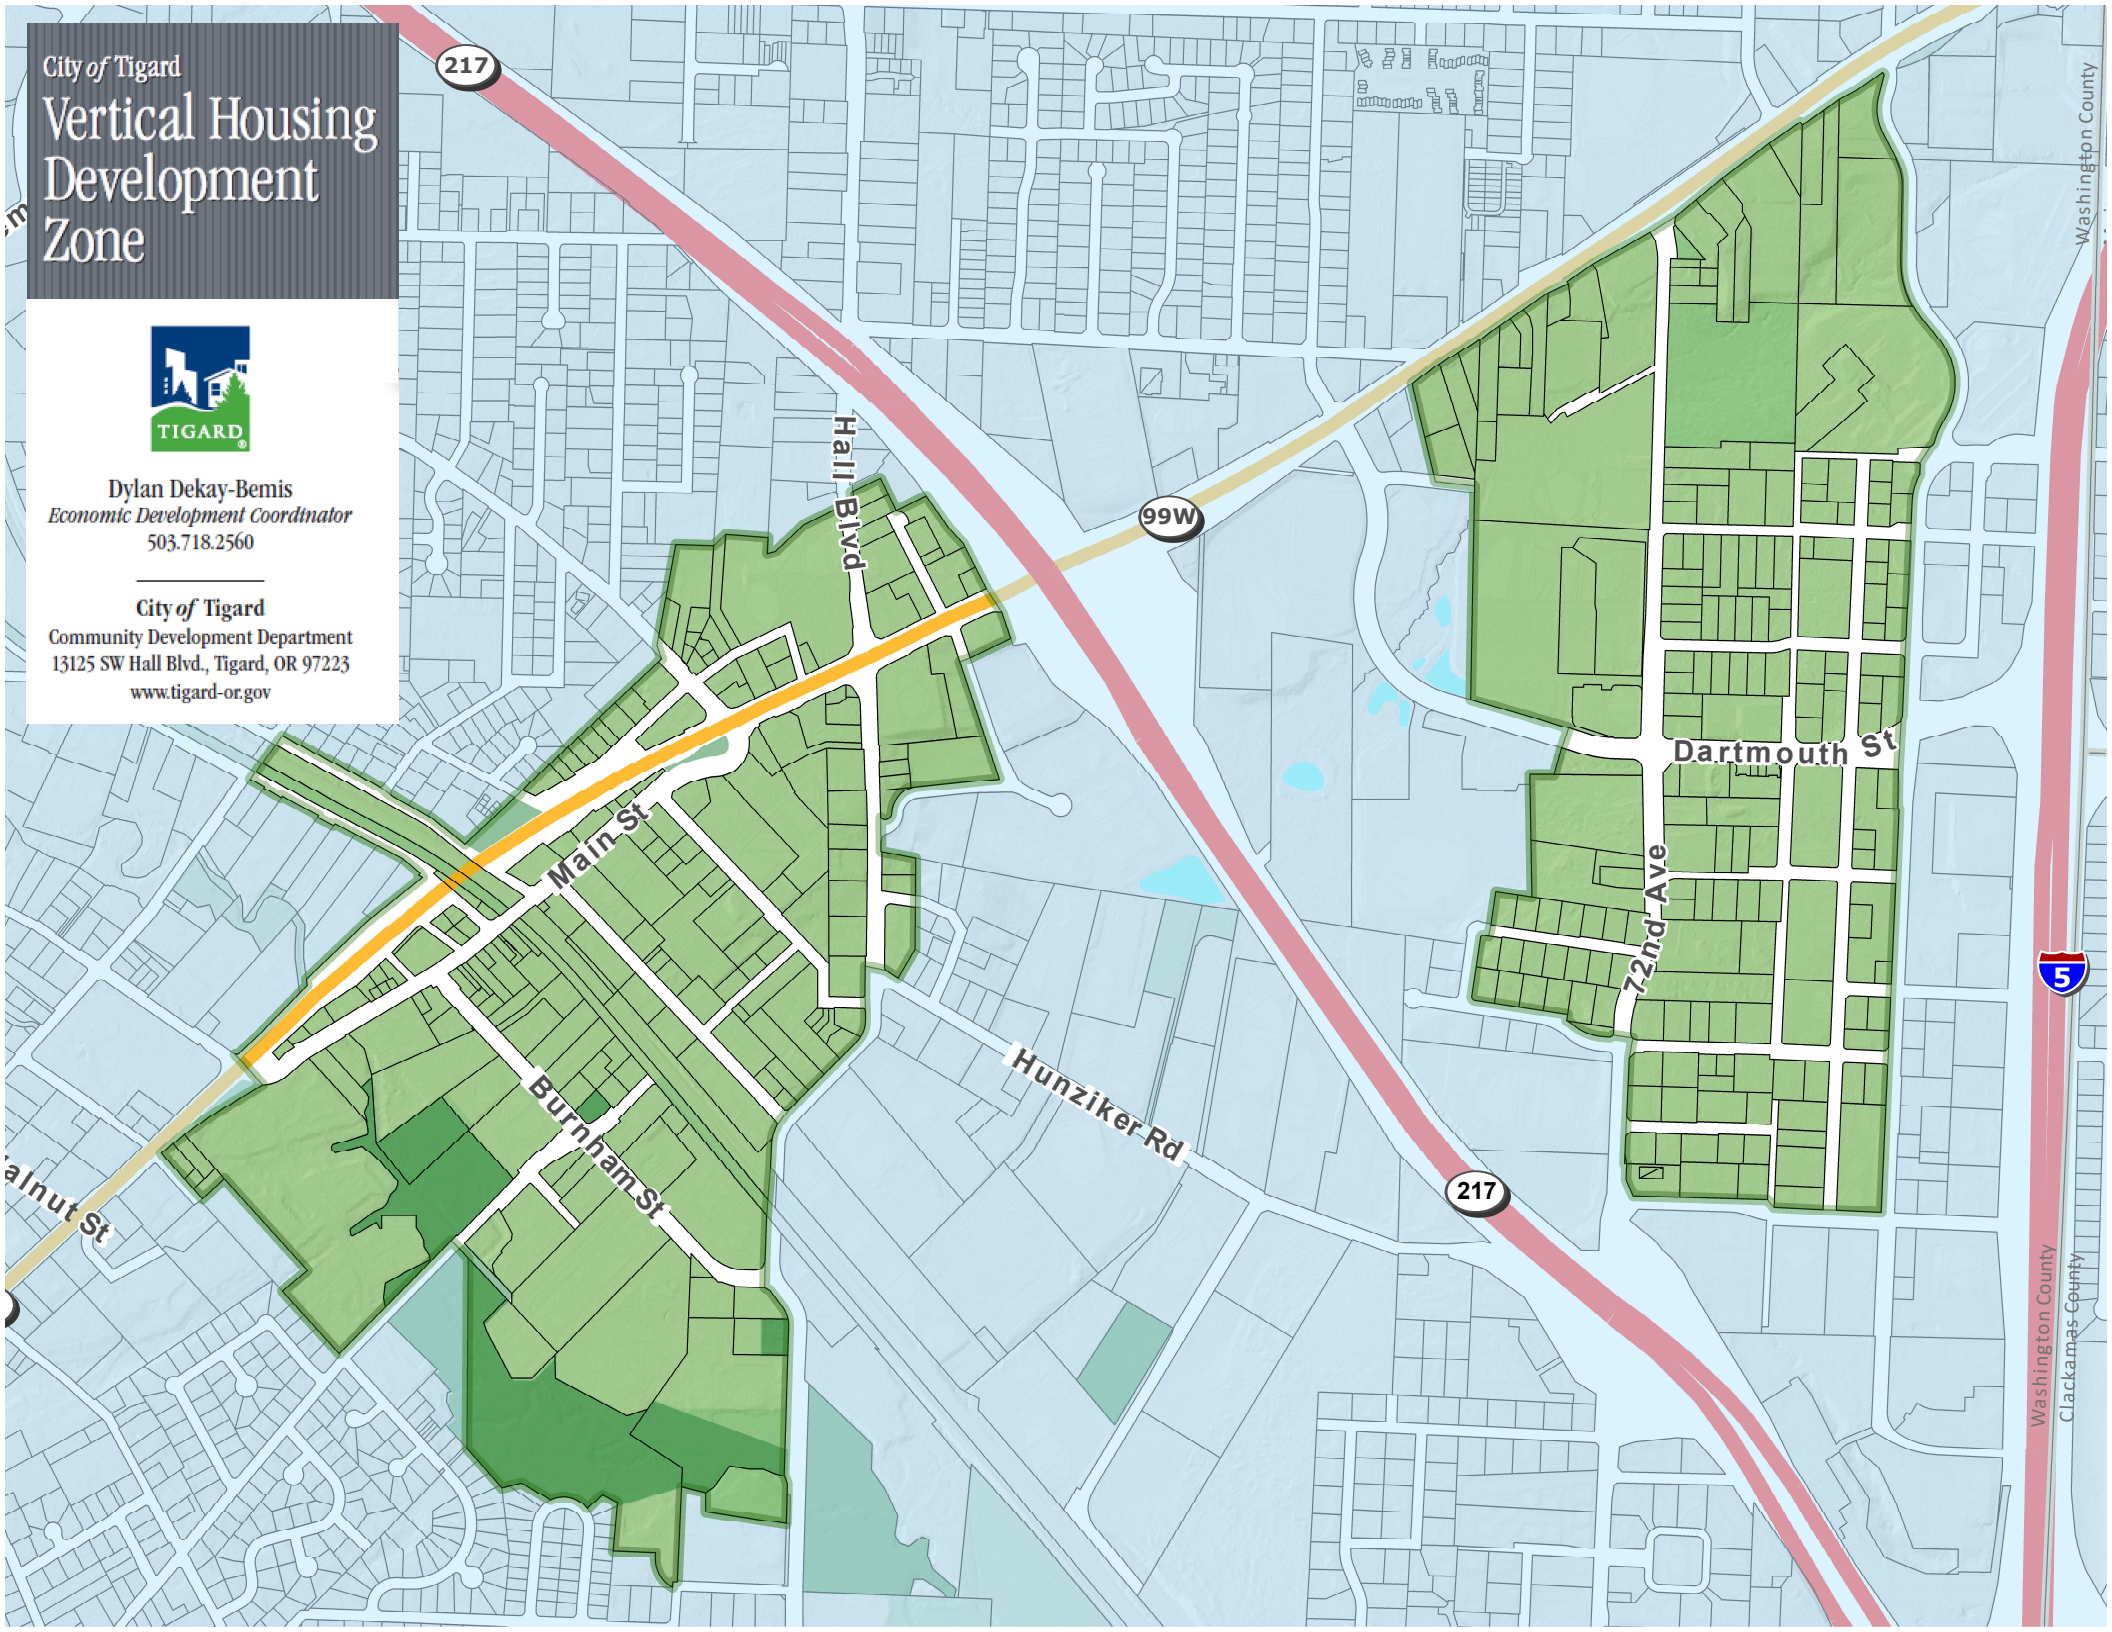 City of Tigard
Vertical Housing
Development
Zone
TIGARD
®
Dylan Dekay-Bemis
Economic Development Coordinator
503.718.2560
City of Tigard
Community Development Department
13125 SW Hall Blvd., Tigard, OR 97223
www.tigard-or.gov
217
Hall Blvd
99W
Washington County
Main St
Dartmouth St
72nd Ave
5
Hunziker Rd
Burnham St
217
alnut St
Washington County
Clackamas County